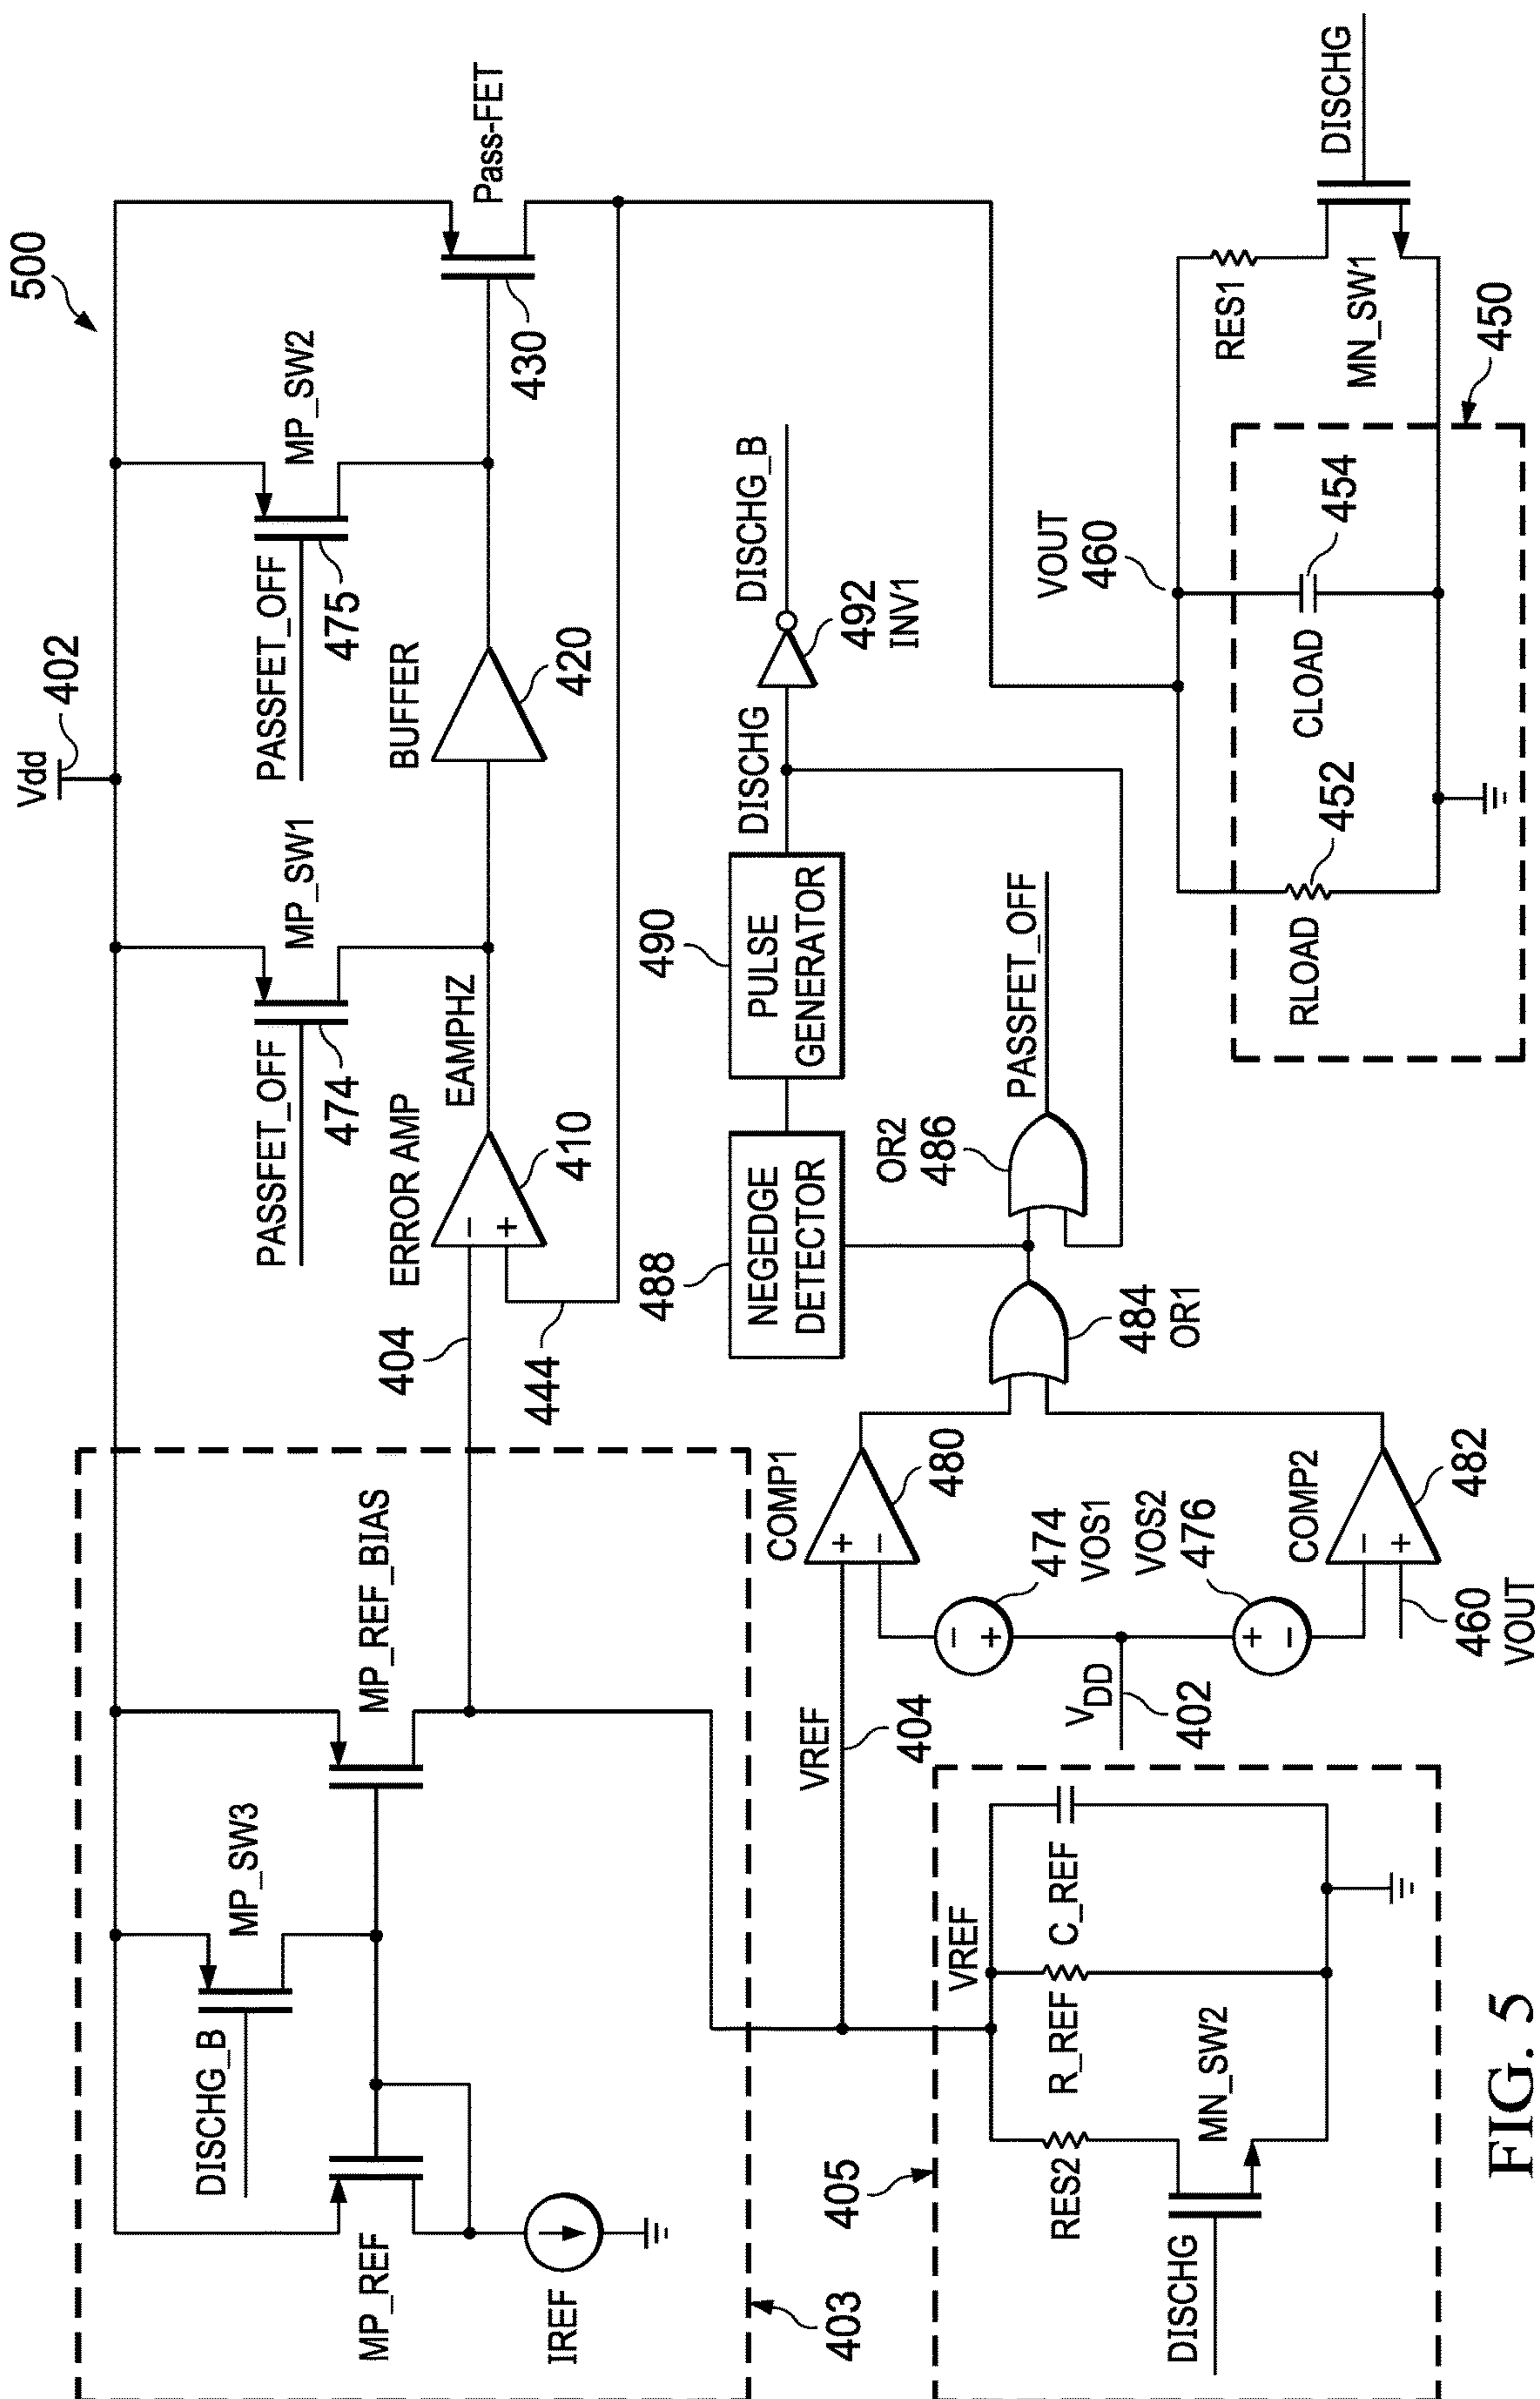 500
Vdd
402
MP_SW1
PASSFET_OFF
474
MP_SW2
PASSFET_OFF
475
Pass-FET
430
ERROR AMP
-
+
EAMPHZ
410
BUFFER
420
404
444
MP_SW3
DISCHG_B
MP_REF
MP_REF_BIAS
IREF
403
NEGEDGE
DETECTOR
488
PULSE
GENERATOR
490
DISCHG
DISCHG_B
492
INV1
OR2
486
PASSFET_OFF
484
OR1
COMP1
+
-
480
VREF
404
-
+
474
VOS1
VDD
402
VOS2
476
+
-
COMP2
-
+
482
460
VOUT
405
VREF
RES2
R_REF
C_REF
MN_SW2
DISCHG
VOUT
460
RLOAD
452
CLOAD
454
RES1
MN_SW1
DISCHG
450
FIG. 5